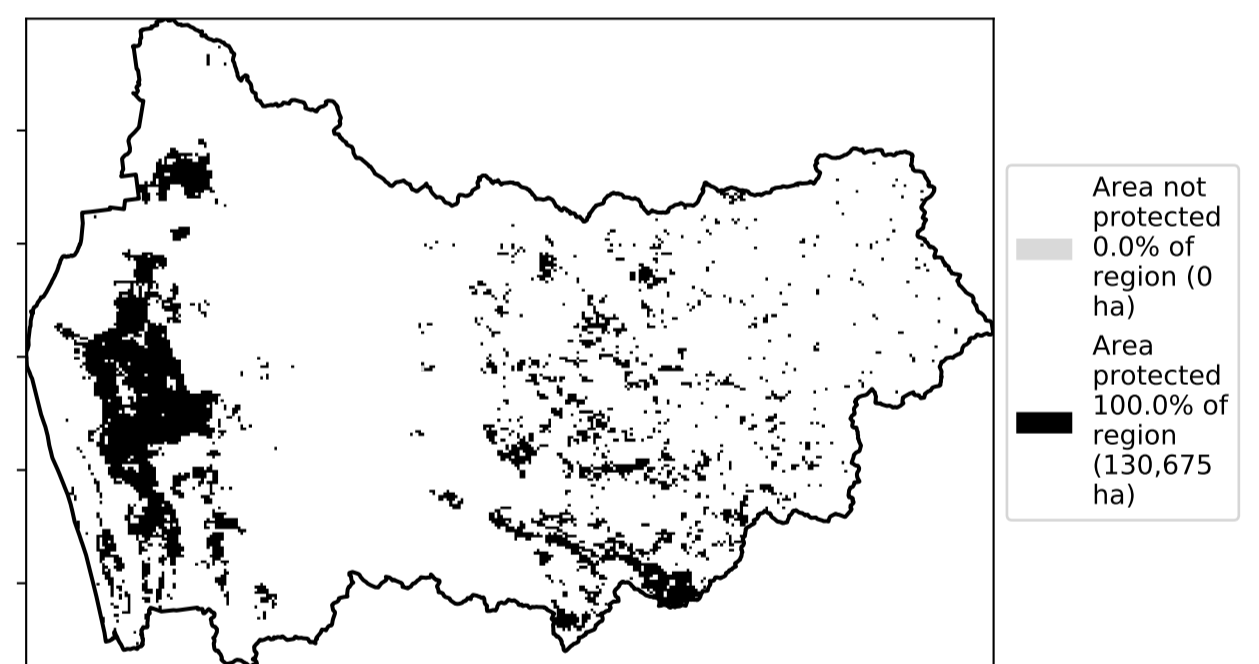 Area not
protected
0.0% of
region (0
ha)
Area
protected
100.0% of
region
(130,675
ha)